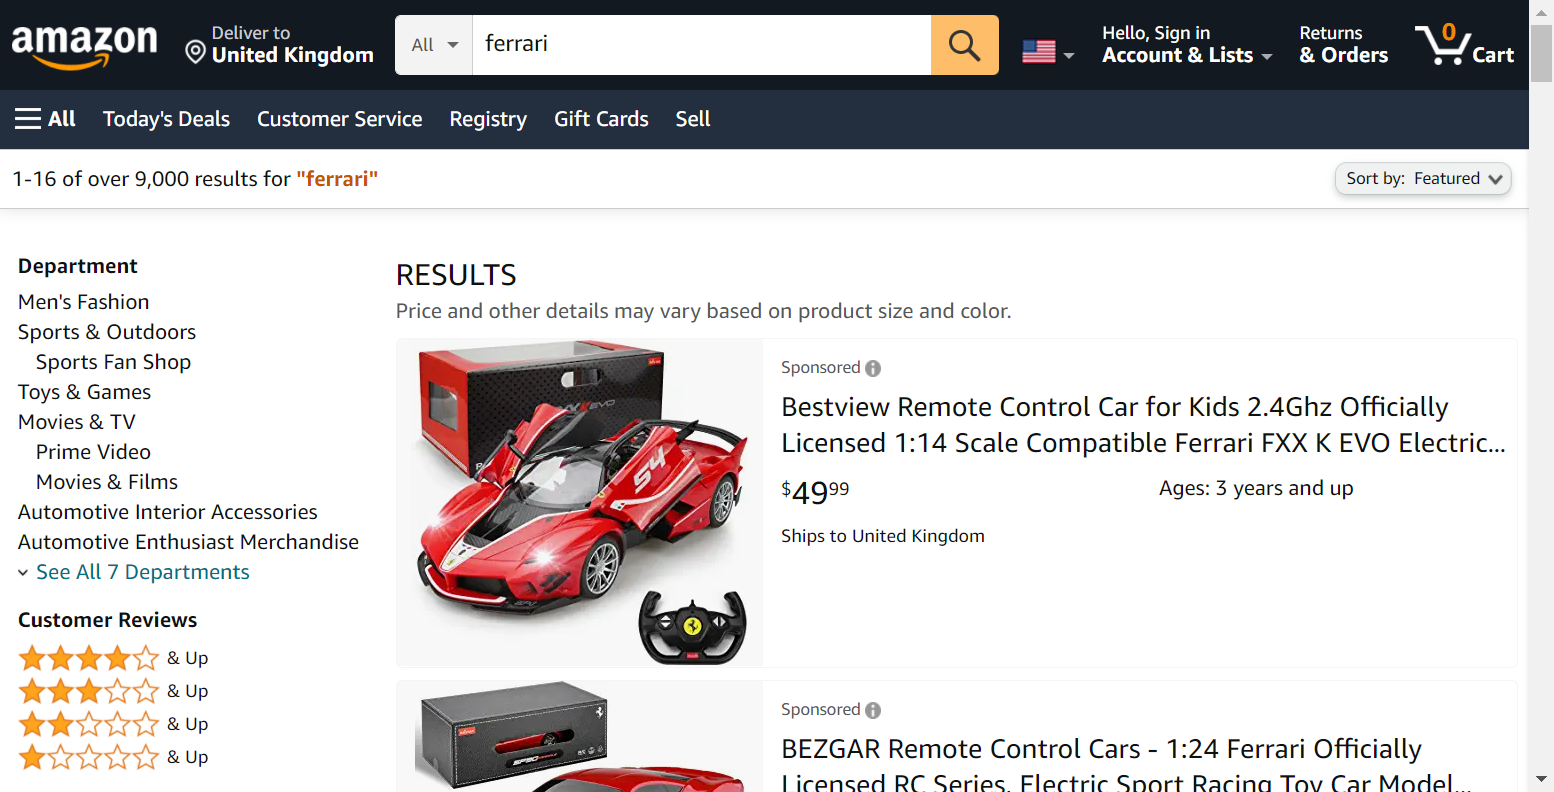 amazon
Deliver to
United Kingdom
All
ferrari
Hello, Sign in
Account & Lists
Returns
& Orders
0
Cart
All
Today's Deals
Customer Service
Registry
Gift Cards
Sell
1-16 of over 9,000 results for "ferrari"
Sort by: Featured
Department
Men's Fashion
Sports & Outdoors
Sports Fan Shop
Toys & Games
Movies & TV
Prime Video
Movies & Films
Automotive Interior Accessories
Automotive Enthusiast Merchandise
See All 7 Departments
Customer Reviews
& Up
& Up
& Up
& Up
RESULTS
Price and other details may vary based on product size and color.
54
Sponsored
Bestview Remote Control Car for Kids 2.4Ghz Officially
Licensed 1:14 Scale Compatible Ferrari FXX K EVO Electric...
$4999
Ages: 3 years and up
Ships to United Kingdom
Sponsored
BEZGAR Remote Control Cars - 1:24 Ferrari Officially
Licensed RC Series, Electric Sport Racing Toy Car Model...